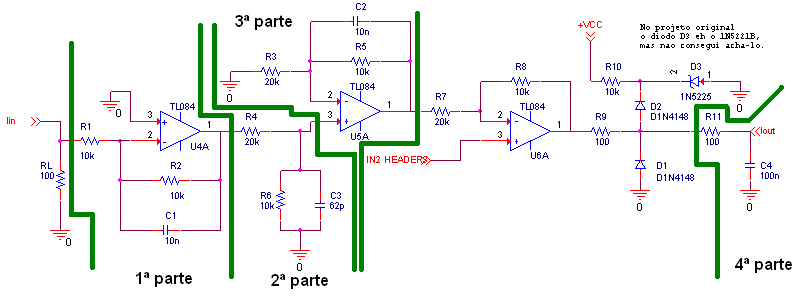 3ª parte
C2
10n
R5
10k
R3
20k
0
+VCC
No projeto original
o diodo D3 eh o 1N5221B,
mas nao consegui acha-lo.
R10
10k
D3
2
1
1N5225
0
Iin
R1
10k
0
3
2
+
-
TL084
1
U4A
R2
10k
C1
10n
RL
100
0
R4
20k
2
3
-
+
TL084
1
U5A
R7
20k
R8
10k
2
3
-
+
TL084
1
U6A
IN2 HEADER2
R9
100
D2
D1N4148
D1
D1N4148
0
R11
100
Iout
C4
100n
0
R6
10k
C3
62p
0
1ª parte
2ª parte
4ª parte